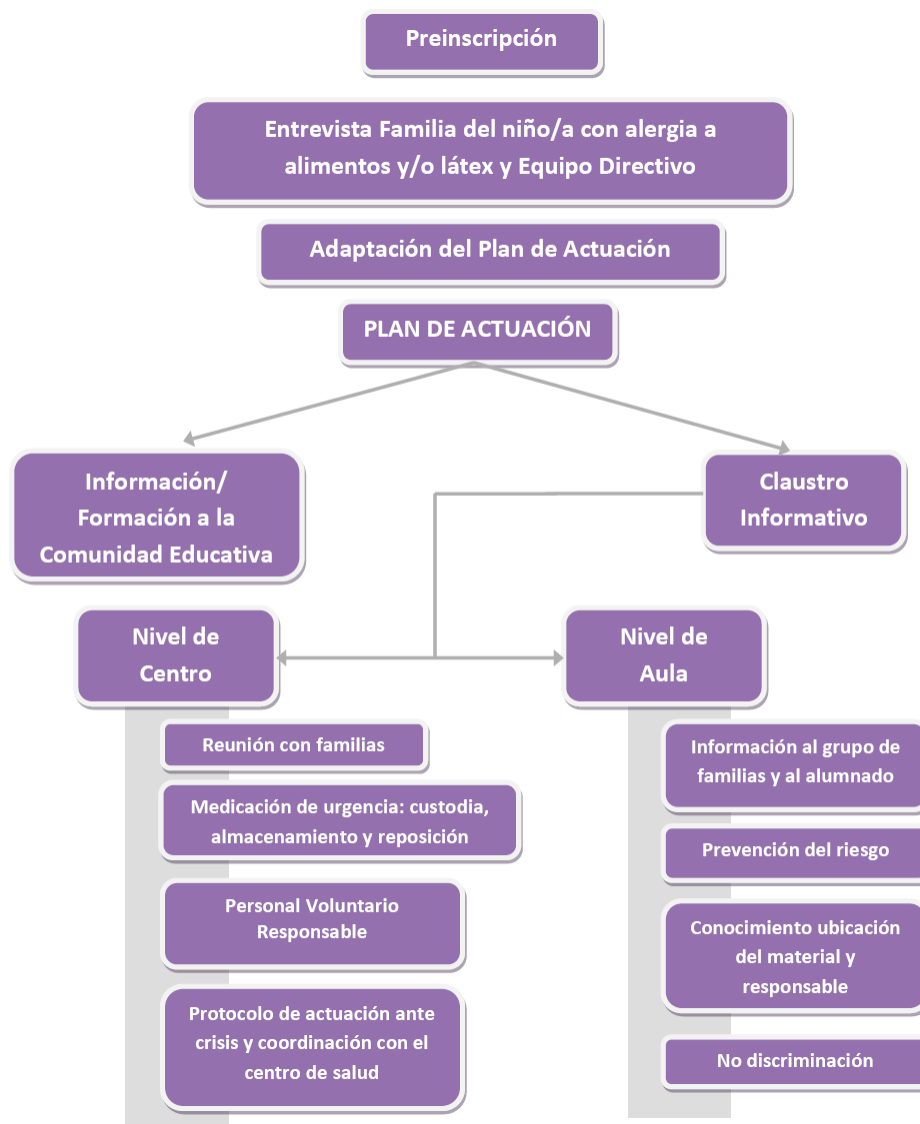 Preinscripción
Entrevista Familia del niño/a con alergia a
alimentos y/o látex y Equipo Directivo
Adaptación del Plan de Actuación
PLAN DE ACTUACIÓN
Información/
Formación a la
Comunidad Educativa
Claustro
Informativo
Nivel de
Centro
Reunión con familias
Medicación de urgencia: custodia,
almacenamiento y reposición
Personal Voluntario
Responsable
Protocolo de actuación ante
crisis y coordinación con el
centro de salud
Nivel de
Aula
Información al grupo de
familias y al alumnado
Prevención del riesgo
Conocimiento ubicación
del material y
responsable
No discriminación